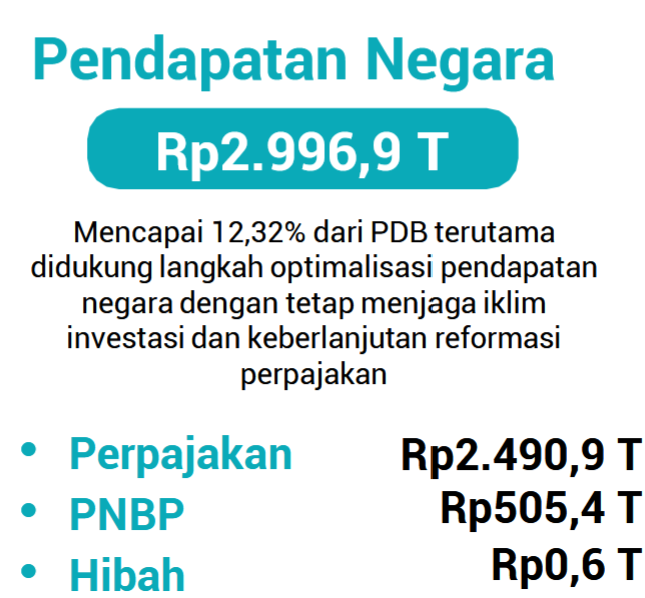 Pendapatan Negara
Rp2.996,9 T
Mencapai 12,32% dari PDB terutama
didukung langkah optimalisasi pendapatan
negara dengan tetap menjaga iklim
investasi dan keberlanjutan reformasi
perpajakan
• Perpajakan Rp2.490,9 T
• PNBP Rp505,4 T
• Hibah Rp0,6 T